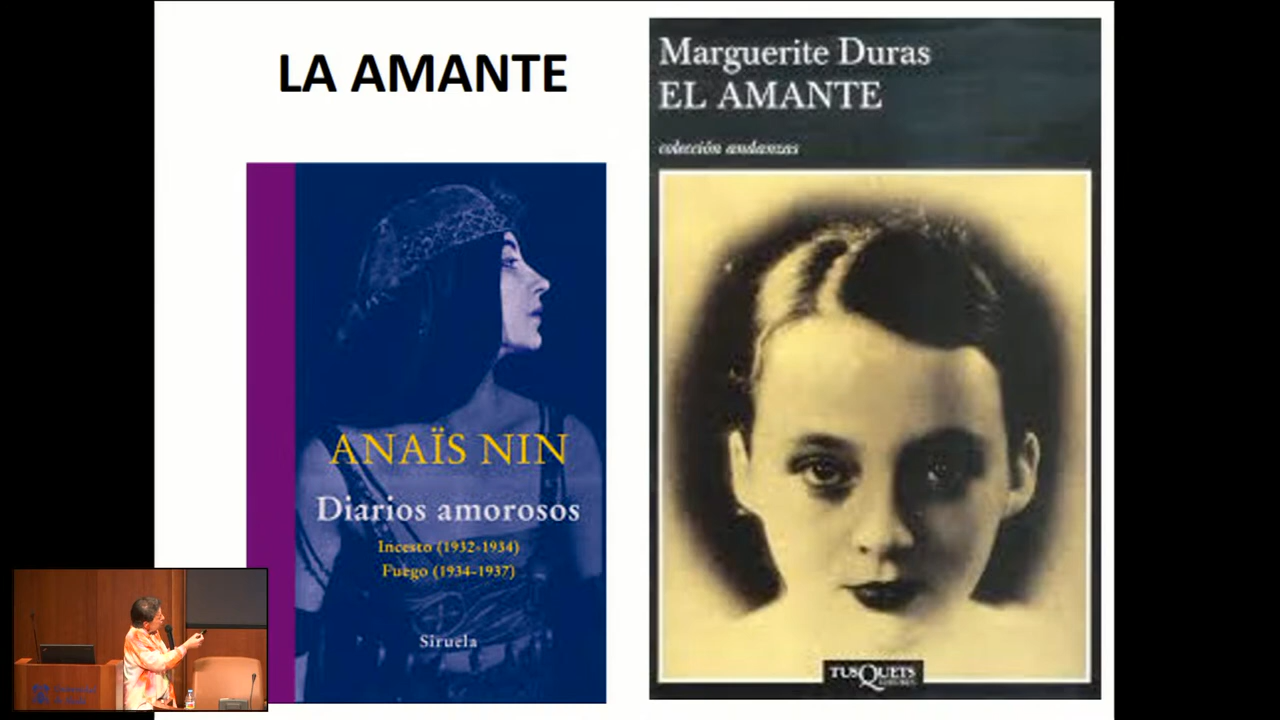 LA AMANTE
ANAÏS NIN
Diarios amorosos
Incesto (1932-1934)
Fuego (1934-1937)
Siruela
Marguerite Duras
EL AMANTE
colección andanzas
TUSQUETS
EDITORES